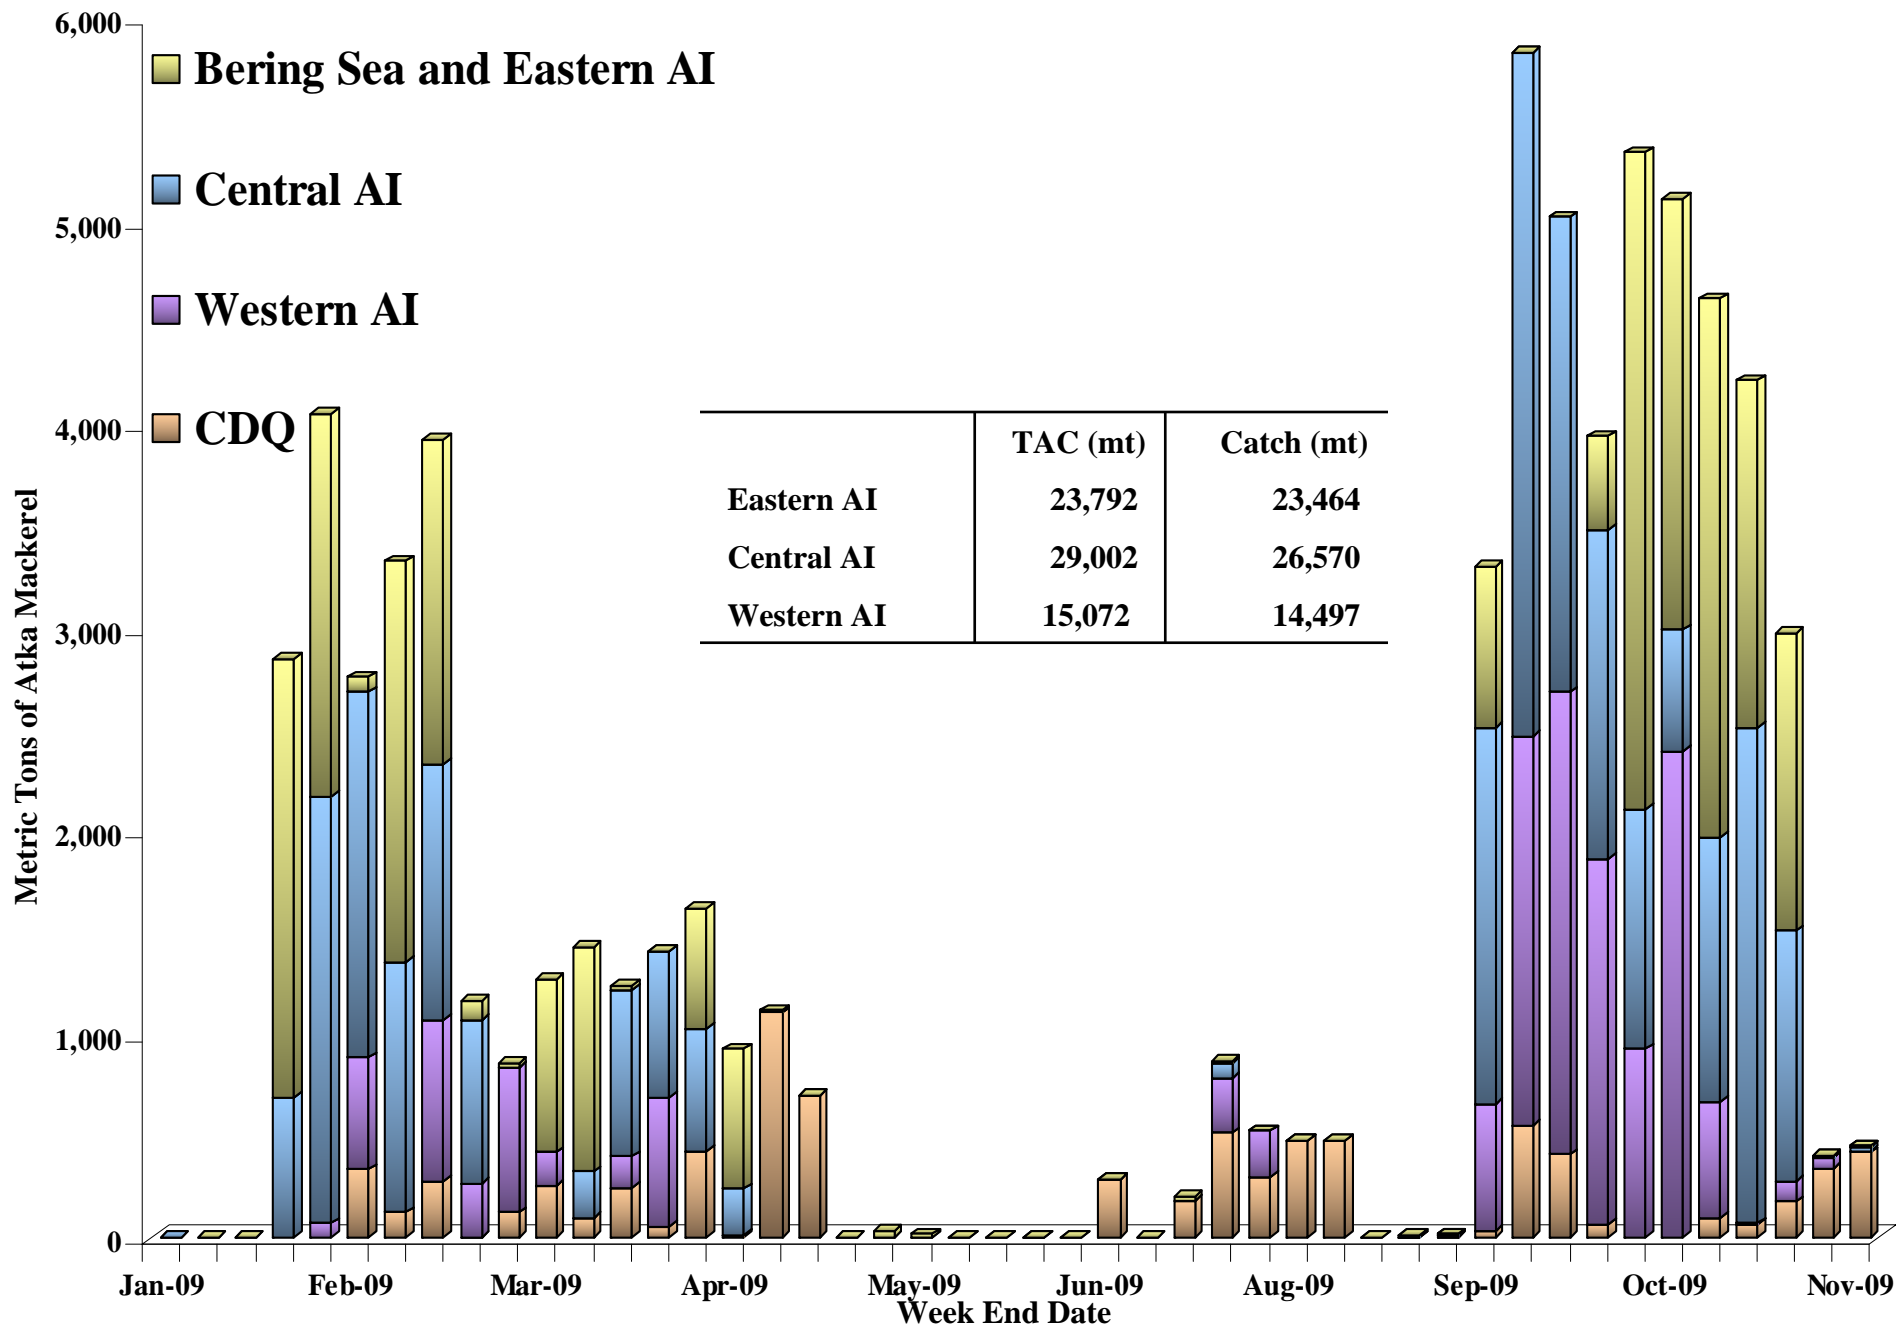 6,000
5,000
4,000
3,000
2,000
1,000
0
Metric Tons of Atka Mackerel
Bering Sea and Eastern AI
Central AI
Western AI
CDQ
TAC (mt) Catch (mt)
Eastern AI 23,792 23,464
Central AI 29,002 26,570
Western AI 15,072 14,497
Jan-09 Feb-09 Mar-09 Apr-09 May-09 Jun-09 Aug-09 Sep-09 Oct-09 Nov-09
Week End Date